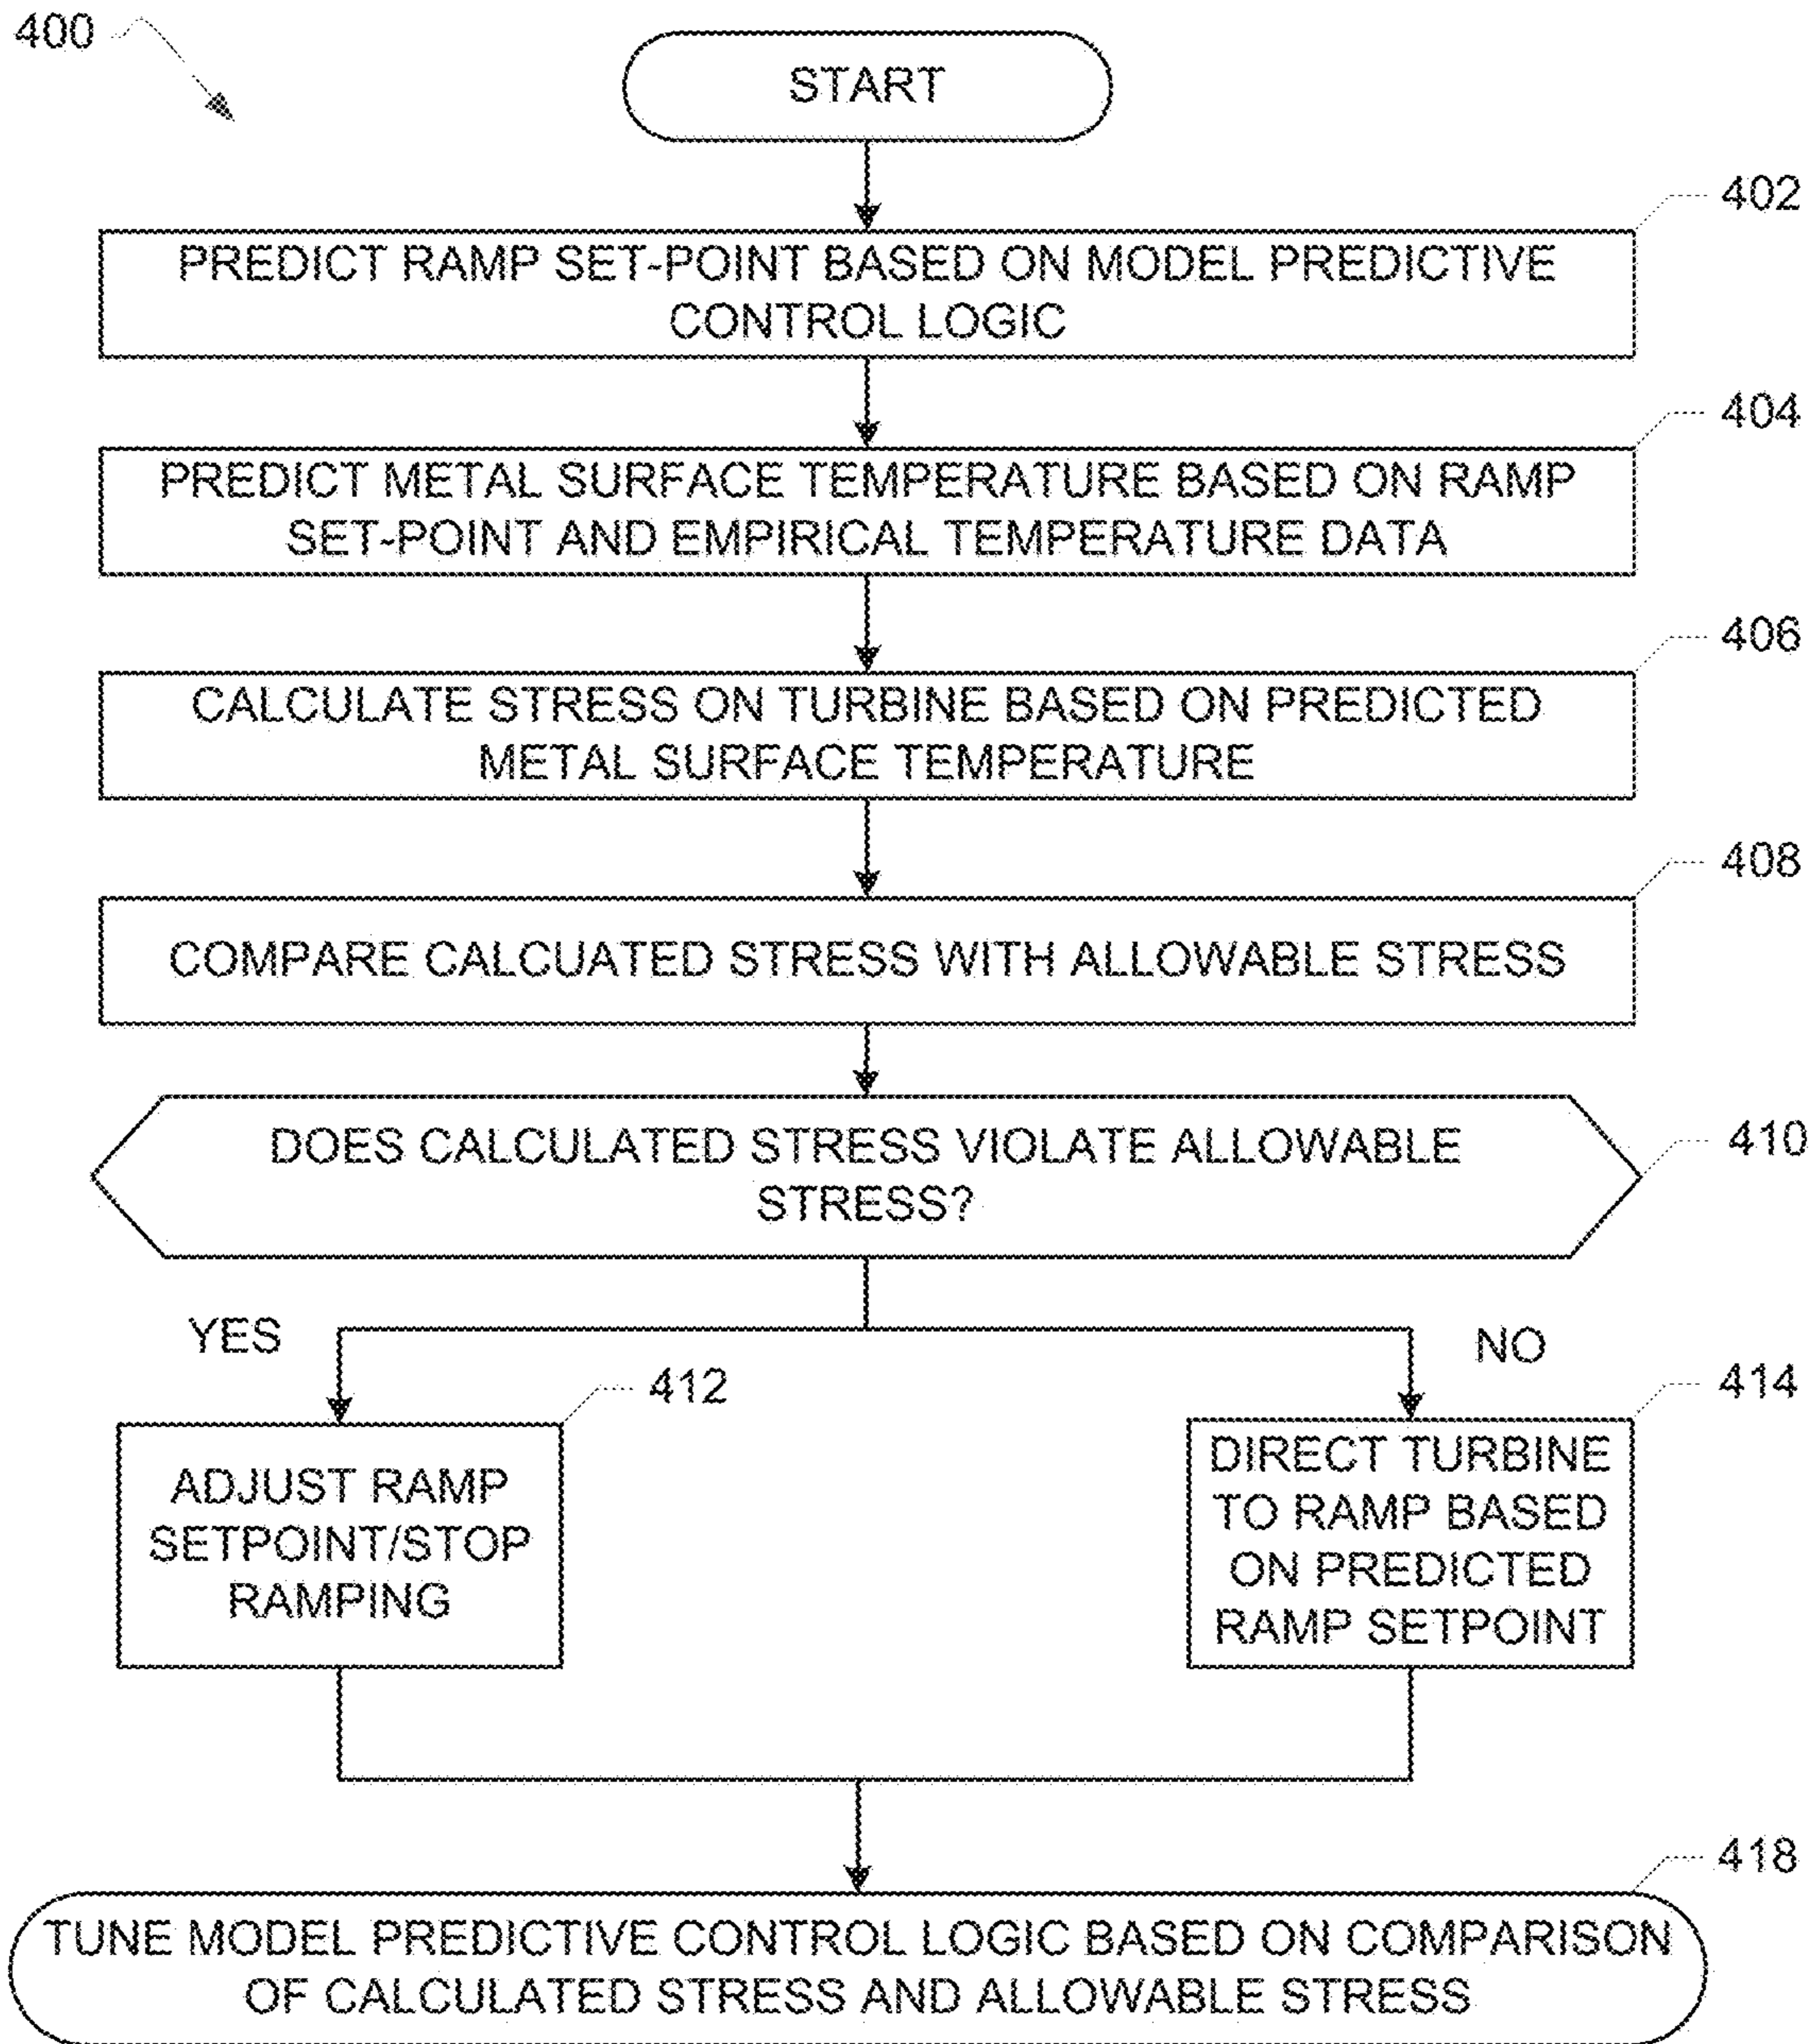 400
START
402
PREDICT RAMP SET-POINT BASED ON MODEL PREDICTIVE
CONTROL LOGIC
404
PREDICT METAL SURFACE TEMPERATURE BASED ON RAMP
SET-POINT AND EMPIRICAL TEMPERATURE DATA
406
CALCULATE STRESS ON TURBINE BASED ON PREDICTED
METAL SURFACE TEMPERATURE
408
COMPARE CALCUATED STRESS WITH ALLOWABLE STRESS
410
DOES CALCULATED STRESS VIOLATE ALLOWABLE
STRESS?
YES
NO
412
ADJUST RAMP
SETPOINT/STOP
RAMPING
414
DIRECT TURBINE
TO RAMP BASED
ON PREDICTED
RAMP SETPOINT
418
TUNE MODEL PREDICTIVE CONTROL LOGIC BASED ON COMPARISON
OF CALCULATED STRESS AND ALLOWABLE STRESS